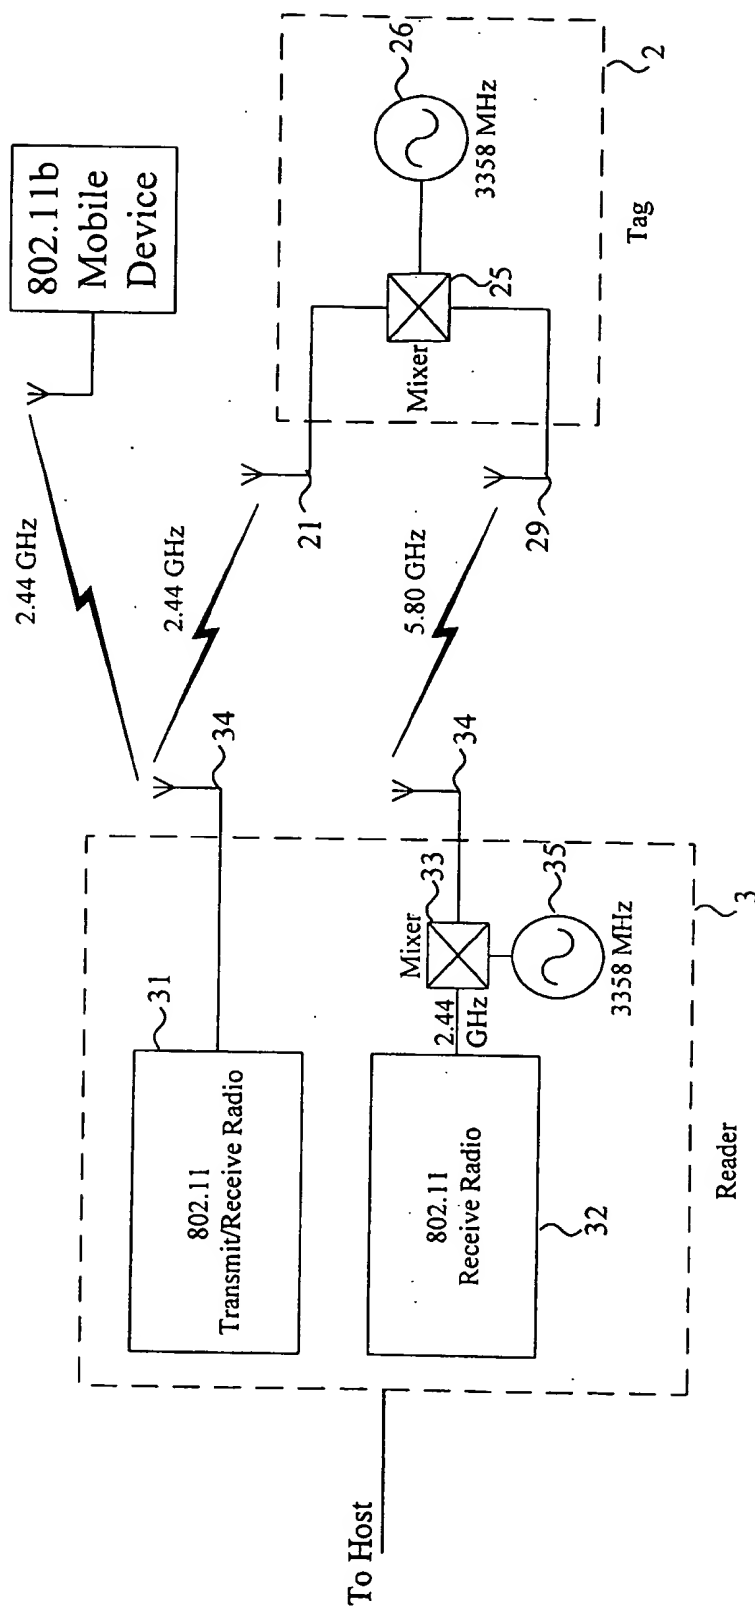 To Host
802.11
Transmit/Receive Radio
31
802.11
Receive Radio
32
2.44
GHz
Mixer
33
3358 MHz
35
Reader
3
34
34
2.44 GHz
2.44 GHz
5.80 GHz
802.11b
Mobile
Device
21
29
Mixer
25
26
3358 MHz
Tag
2